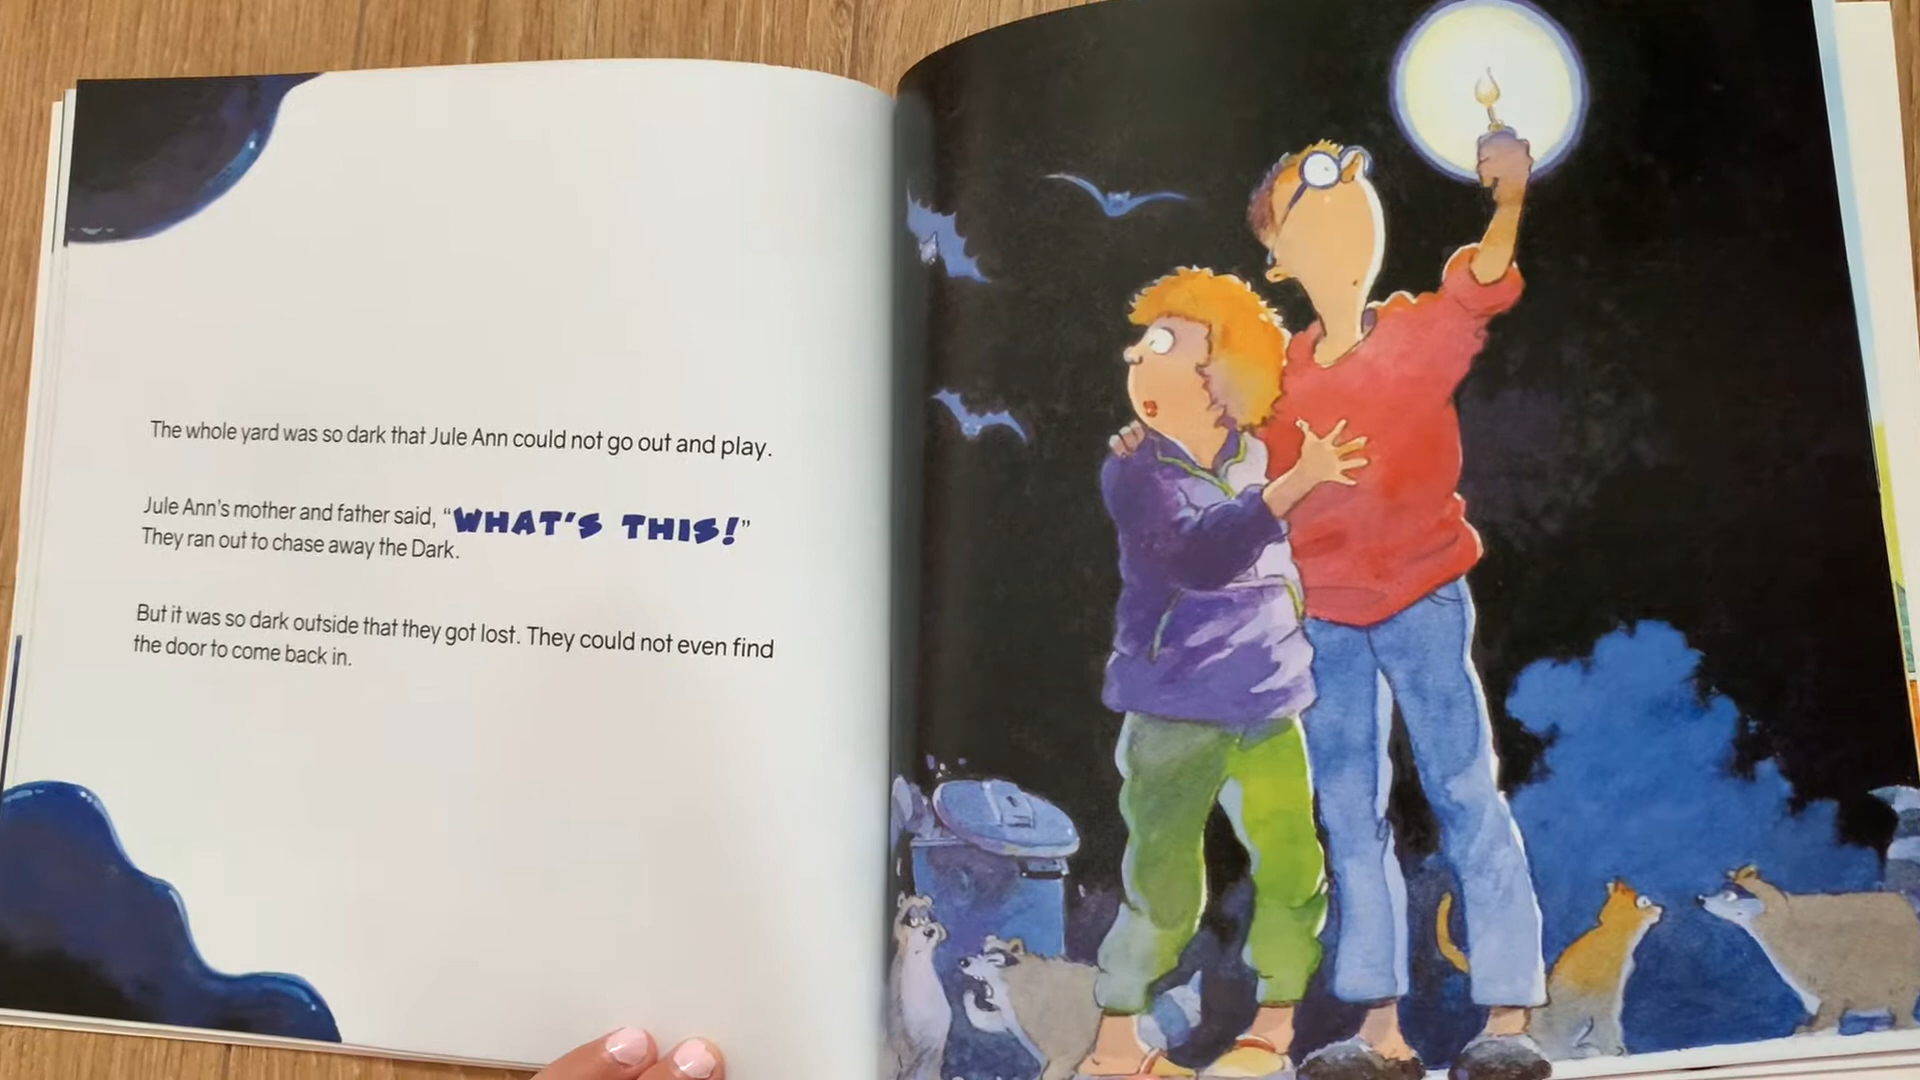 The whole yard was so dark that Jule Ann could not go out and play.
Jule Ann's mother and father said, “WHAT'S THIS!”
They ran out to chase away the Dark.
But it was so dark outside that they got lost. They could not even find
the door to come back in.